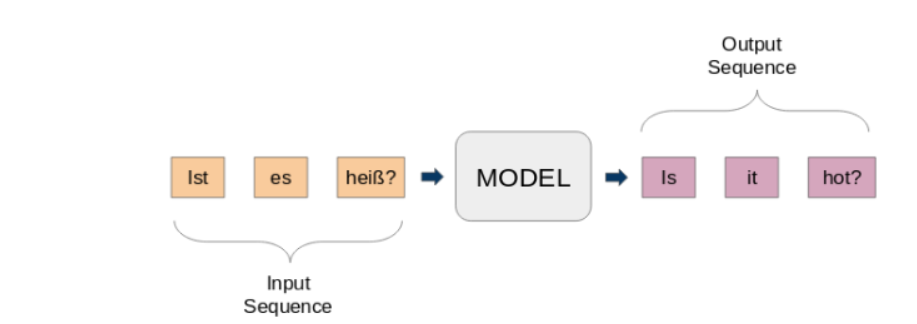 Output
Sequence
Ist es heiß? MODEL Is it hot?
Input
Sequence